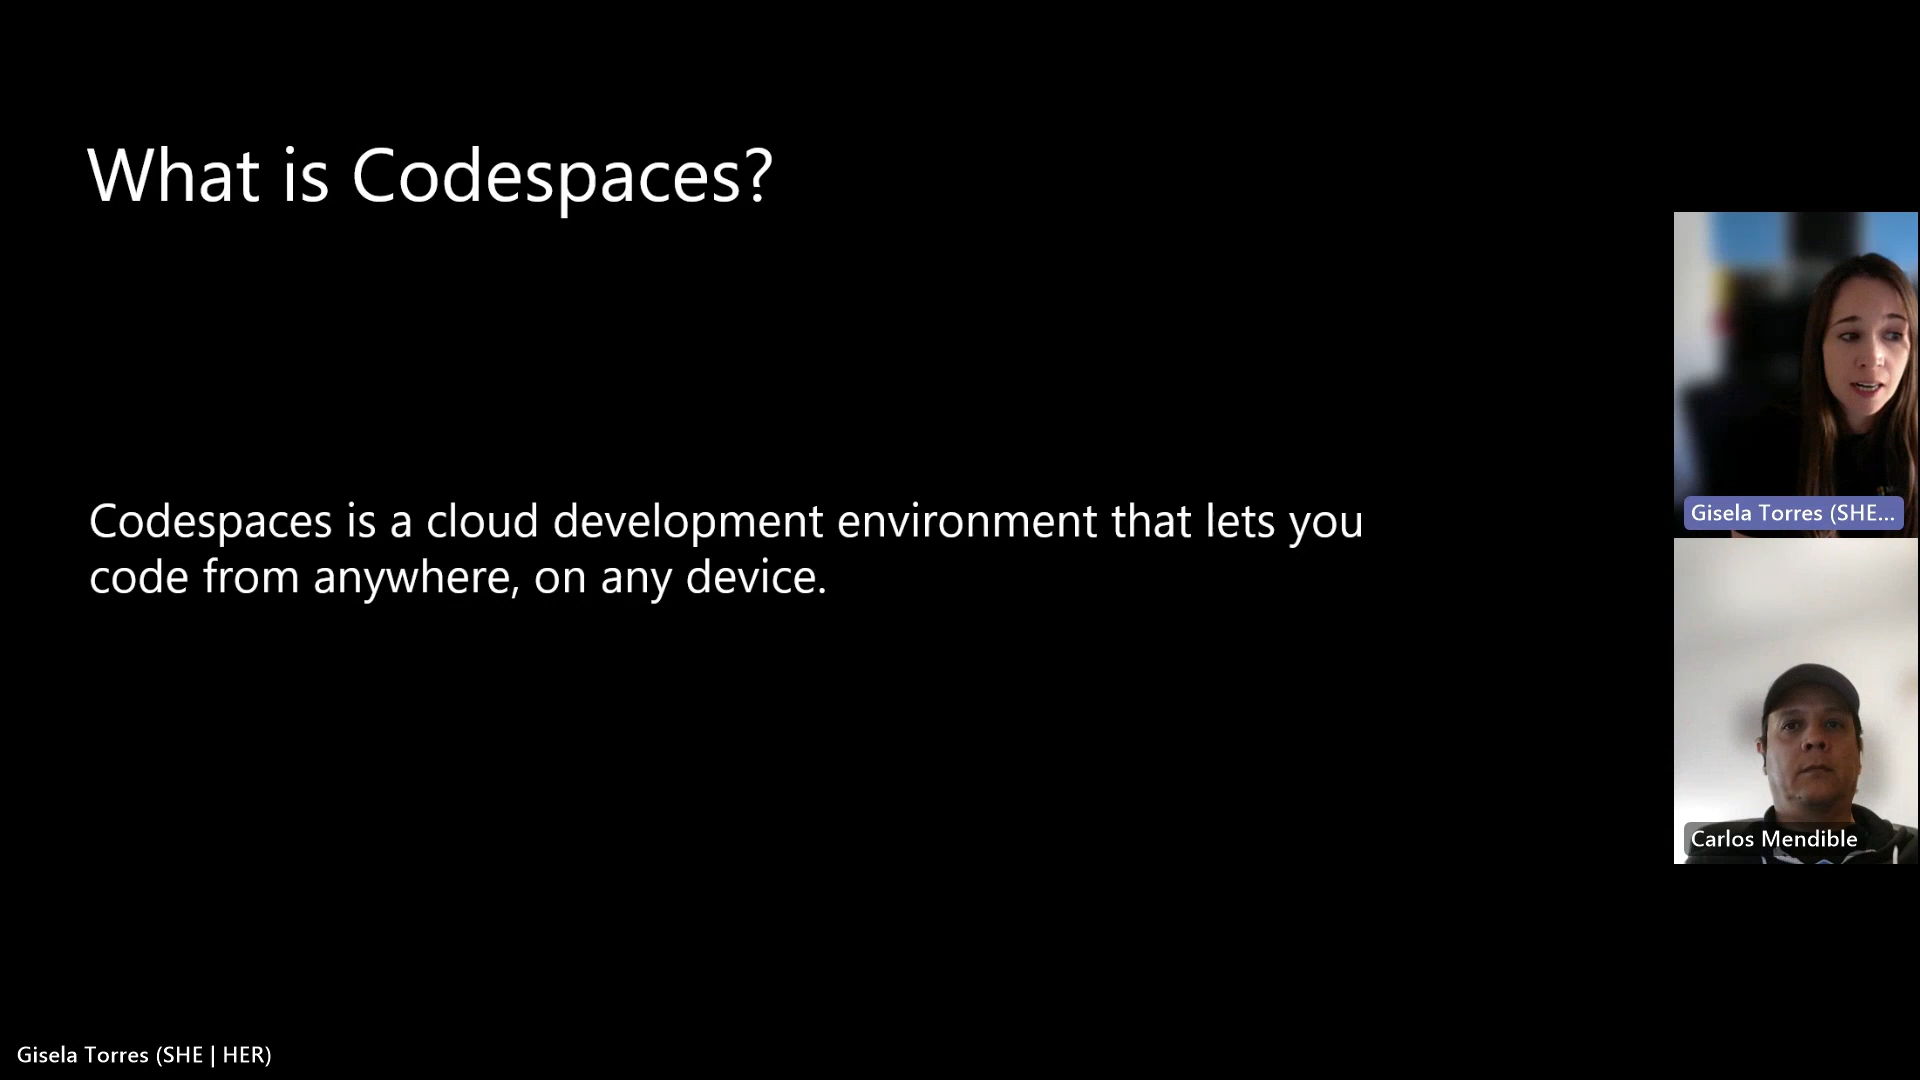 What is Codespaces?
Codespaces is a cloud development environment that lets you
code from anywhere, on any device.
Gisela Torres (SHE...
Carlos Mendible
Gisela Torres (SHE | HER)